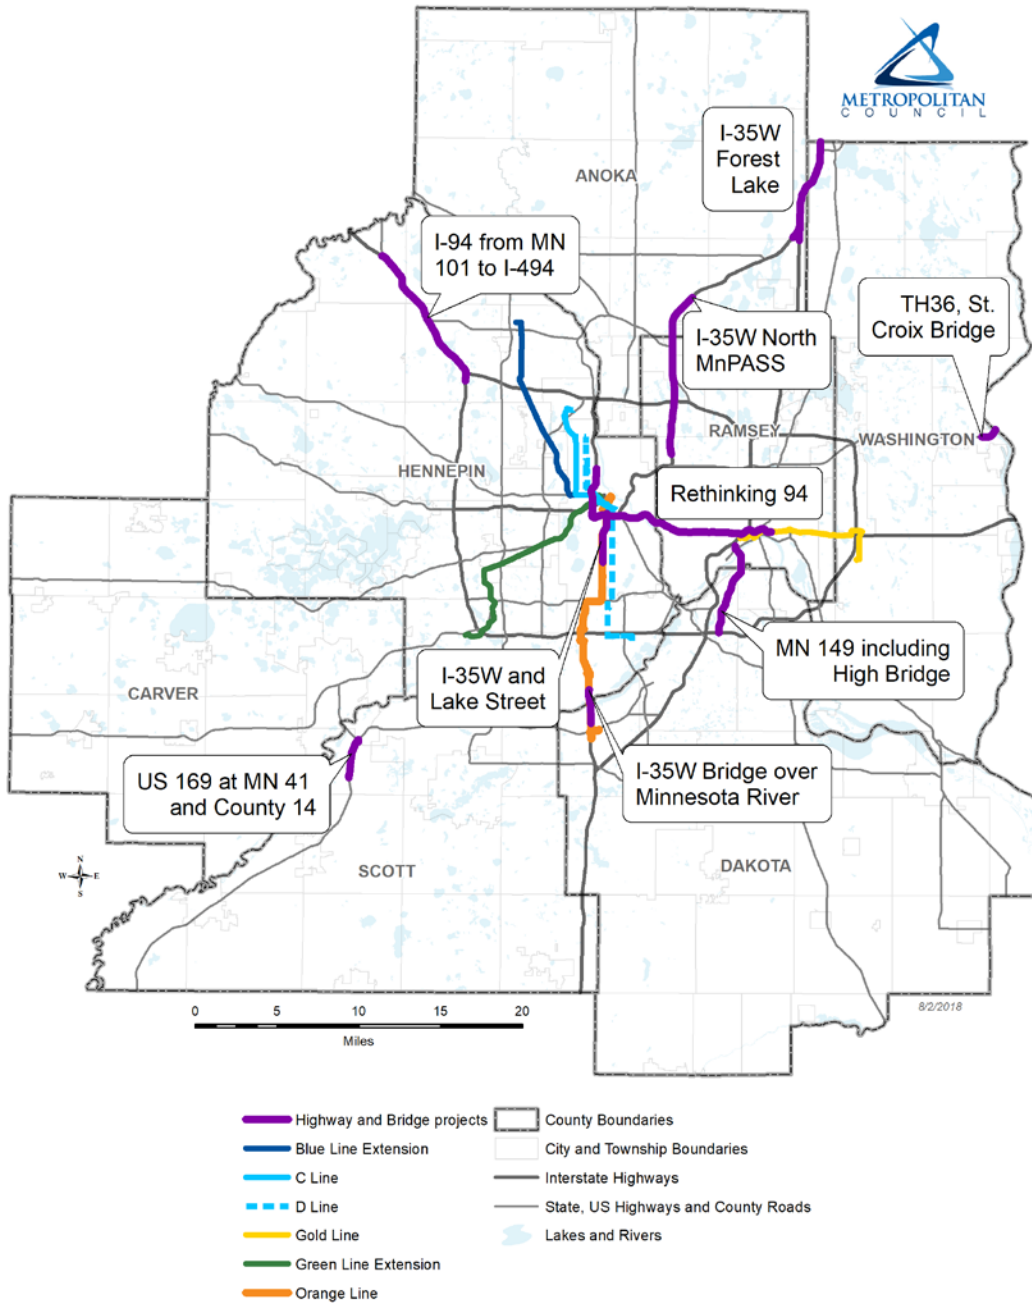 METROPOLITAN
COUNCIL
I-35W
Forest
Lake
ANOKA
I-94 from MN
101 to I-494
TH36, St.
Croix Bridge
I-35W North
MnPASS
RAMSEY
WASHINGTON
HENNEPIN
Rethinking 94
MN 149 including
High Bridge
I-35W and
Lake Street
CARVER
US 169 at MN 41
and County 14
I-35W Bridge over
Minnesota River
N
W E
S
SCOTT
DAKOTA
8/2/2018
0 5 10 15 20
Miles
Highway and Bridge projects
Blue Line Extension
C Line
D Line
Gold Line
Green Line Extension
Orange Line
County Boundaries
City and Township Boundaries
Interstate Highways
State, US Highways and County Roads
Lakes and Rivers